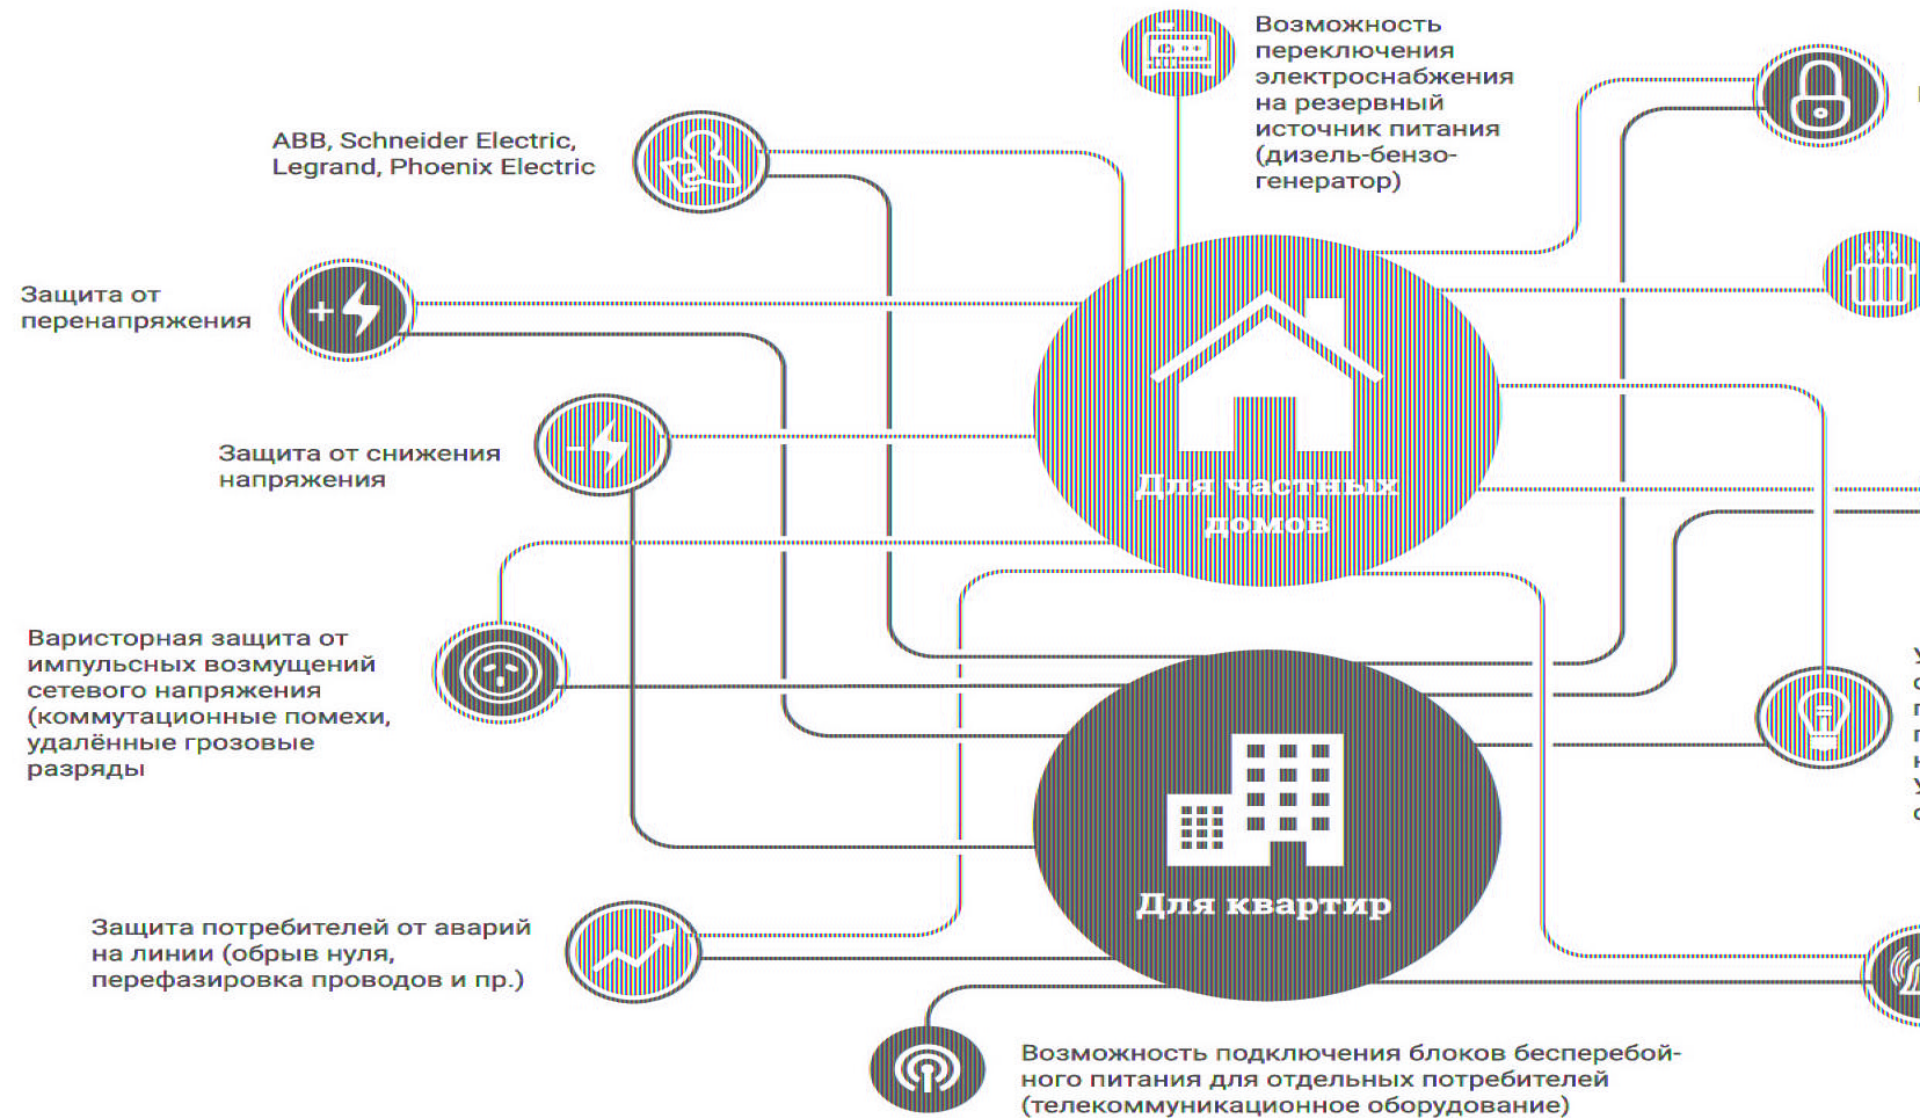 Возможность
переключения
электроснабжения
на резервный
источник питания
(дизель-бензо-
генератор)
ABB, Schneider Electric,
Legrand, Phoenix Electric
Защита от
перенапряжения
Защита от снижения
напряжения
Для частных
домов
Варисторная защита от
импульсных возмущений
сетевого напряжения
(коммутационные помехи,
удалённые грозовые
разряды
Для квартир
Защита потребителей от аварий
на линии (обрыв нуля,
перефазировка проводов и пр.)
Возможность подключения блоков бесперебой-
ного питания для отдельных потребителей
(телекоммуникационное оборудование)